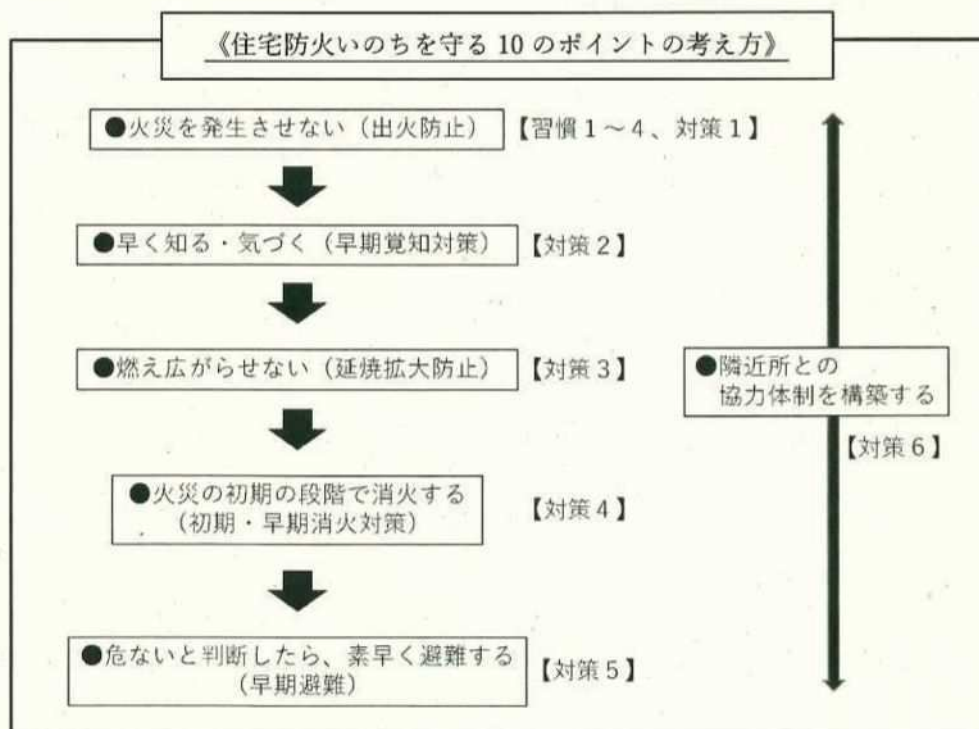 《住宅防火いのちを守る 10 のポイントの考え方》
●火災を発生させない（出火防止） 【習慣1～4、対策1】
●早く知る・気づく（早期覚知対策） 【対策2】
●燃え広がらせない（延焼拡大防止） 【対策3】
●隣近所との
協力体制を構築する
【対策6】
●火災の初期の段階で消火する
（初期・早期消火対策）
【対策4】
●危ないと判断したら、素早く避難する
（早期避難）
【対策5】